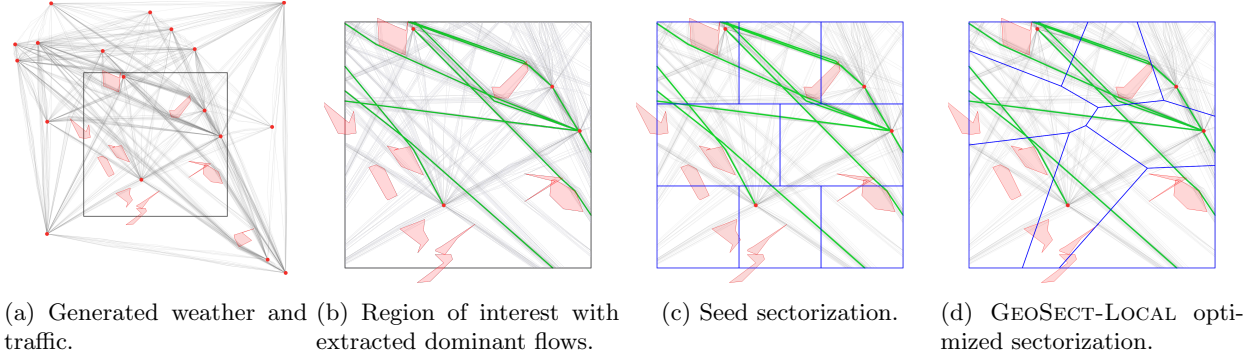 (a) Generated weather and traffic.
(b) Region of interest with extracted dominant flows.
(c) Seed sectorization.
(d) GEOSECT-LOCAL opti-
mized sectorization.